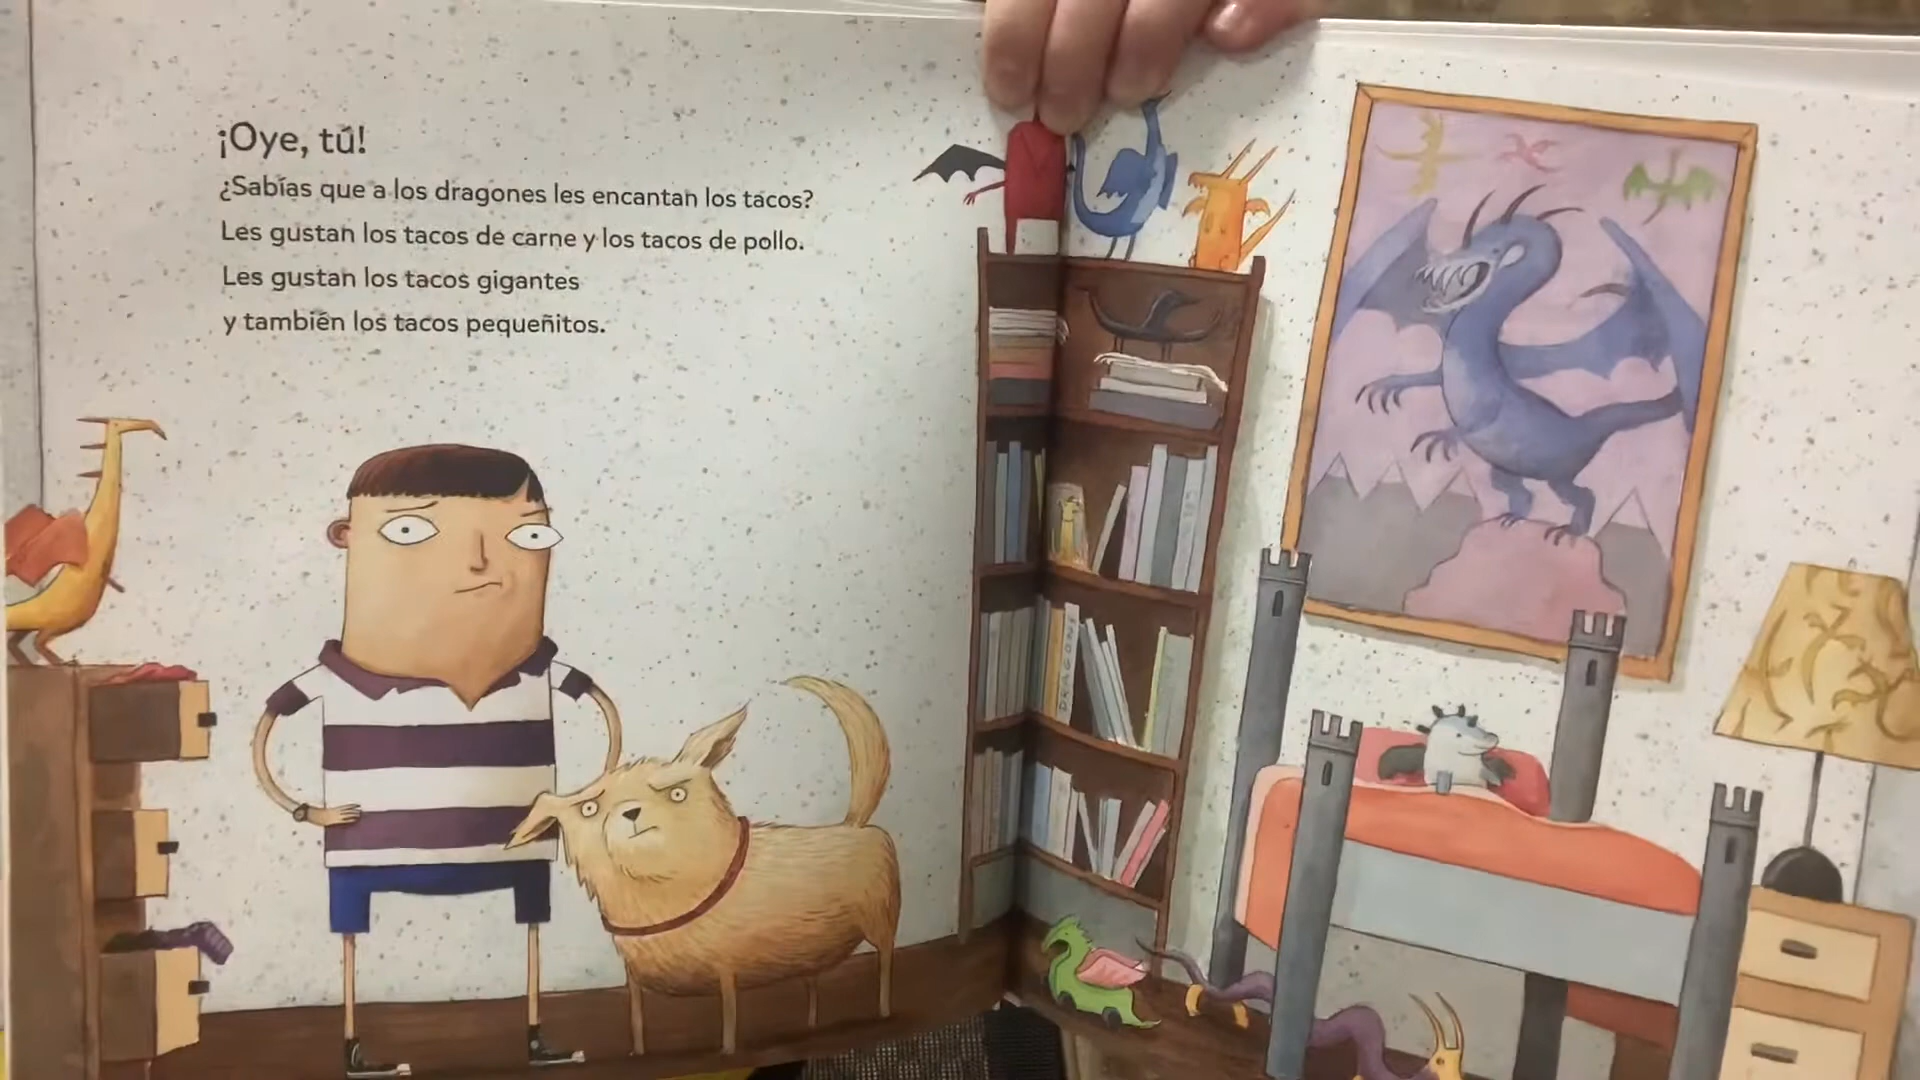 ¡Oye, tú!
¿Sabías que a los dragones les encantan los tacos?
Les gustan los tacos de carne y los tacos de pollo.
Les gustan los tacos gigantes
y también los tacos pequeñitos.
DRAGONS